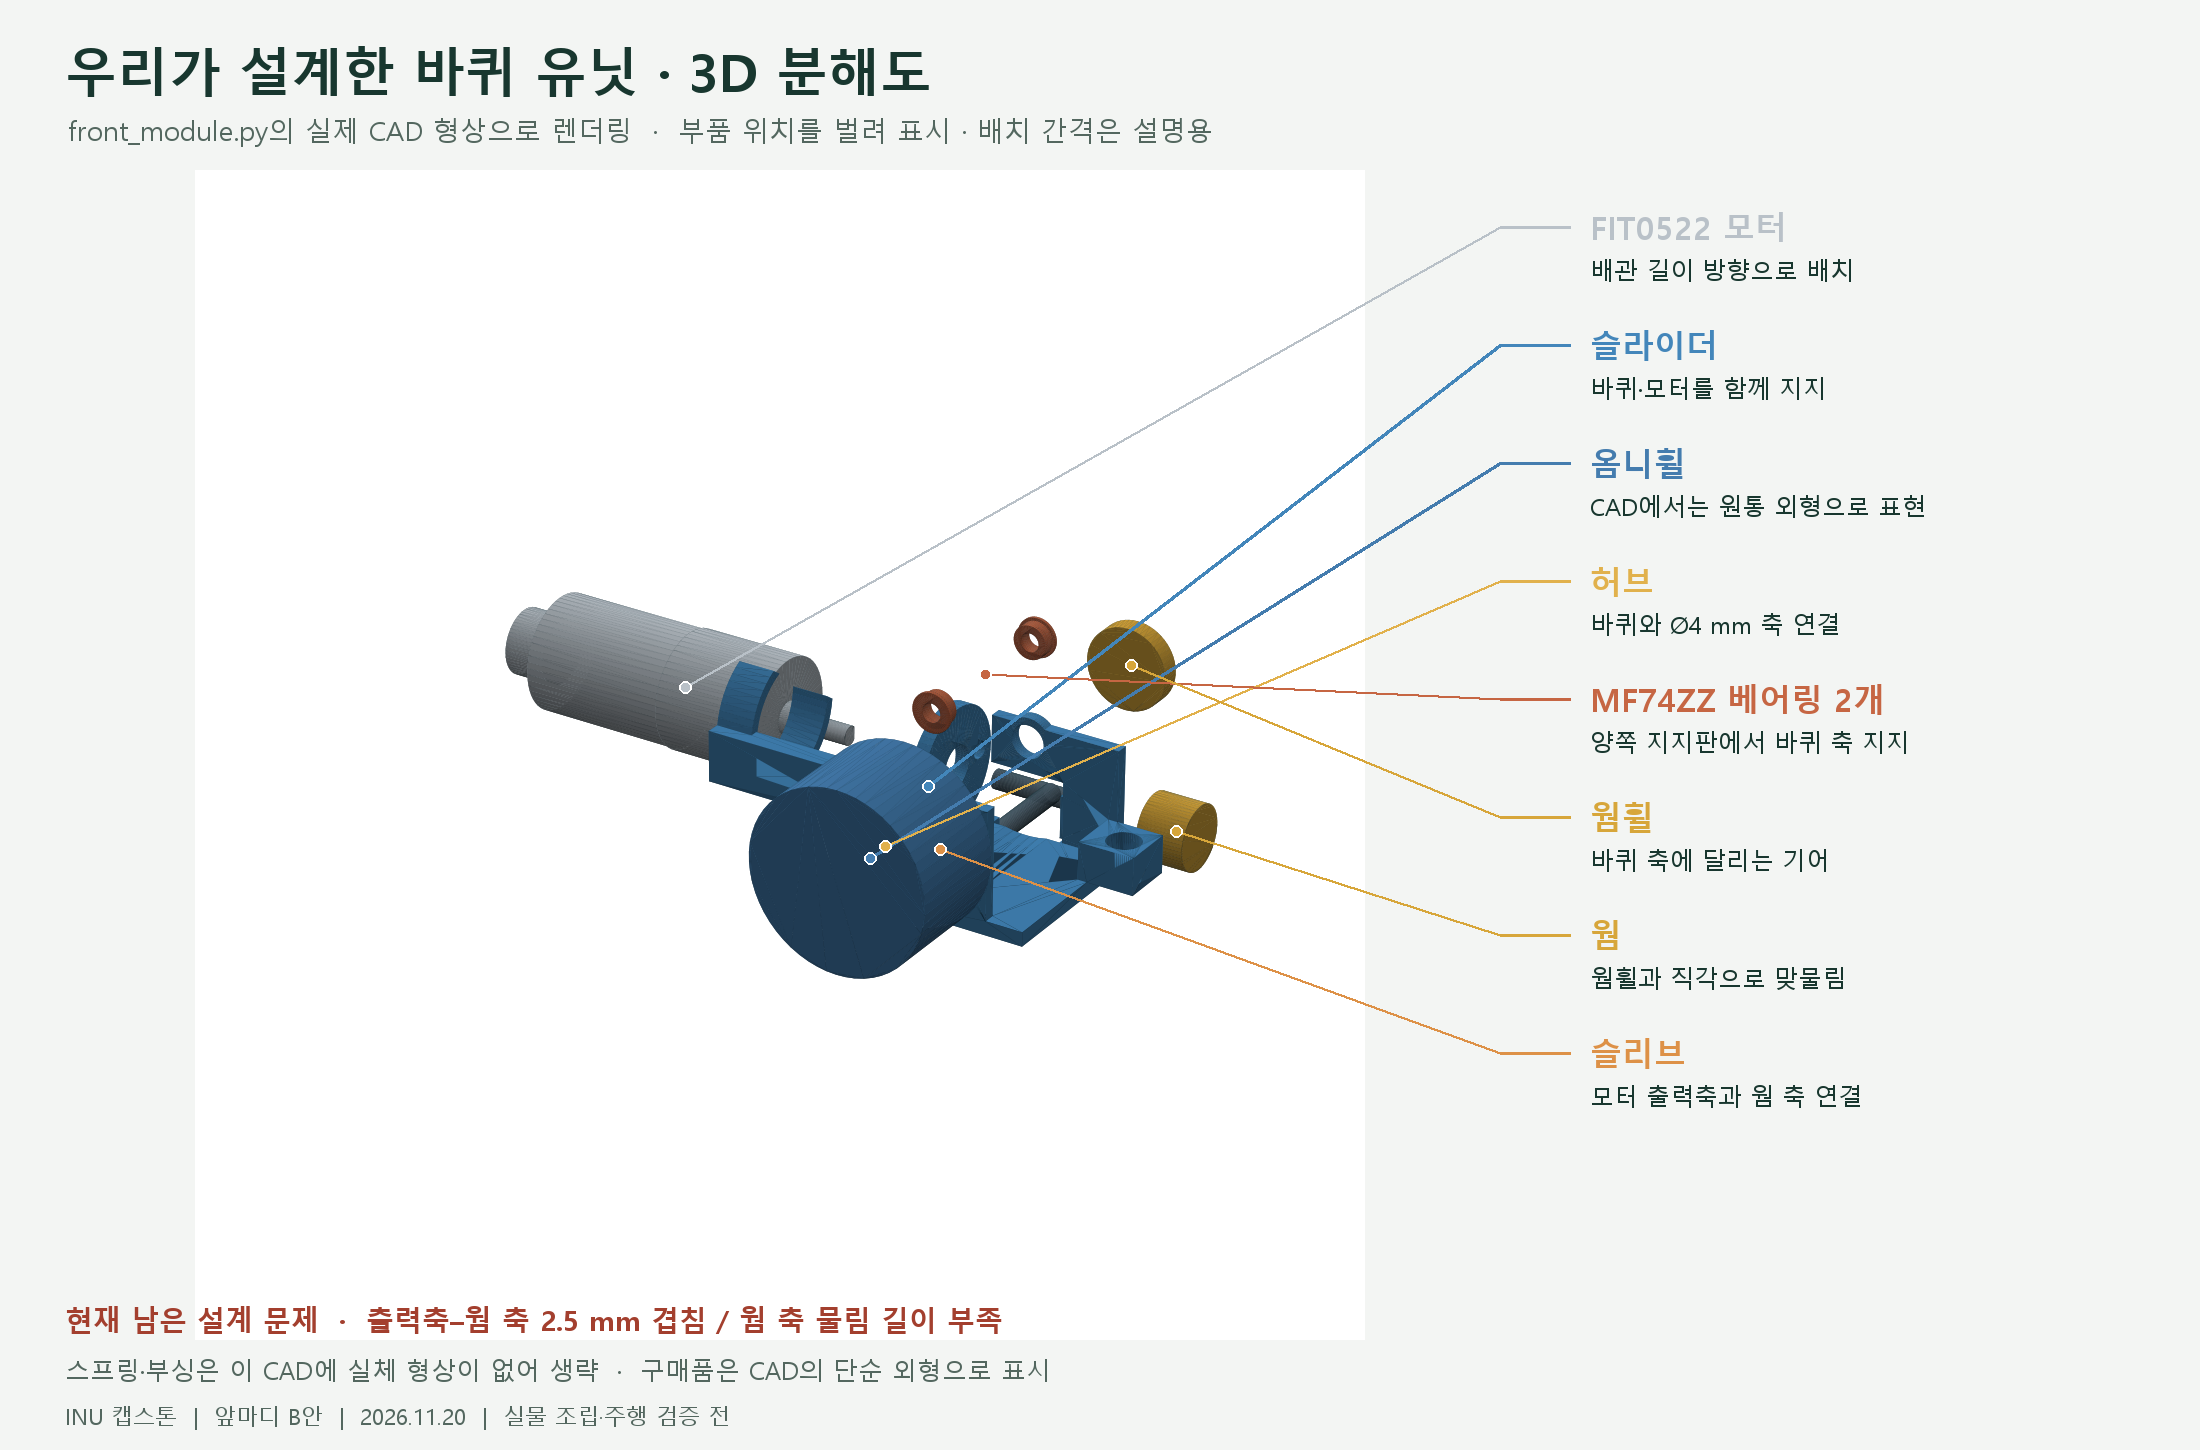 우리가 설계한 바퀴 유닛 · 3D 분해도
front_module.py의 실제 CAD 형상으로 렌더링 · 부품 위치를 벌려 표시 · 배치 간격은 설명용
FIT0522 모터
배관 길이 방향으로 배치
슬라이더
바퀴·모터를 함께 지지
옴니휠
CAD에서는 원통 외형으로 표현
허브
바퀴와 Ø4 mm 축 연결
MF74ZZ 베어링 2개
양쪽 지지판에서 바퀴 축 지지
웜휠
바퀴 축에 달리는 기어
웜
웜휠과 직각으로 맞물림
슬리브
모터 출력축과 웜 축 연결
현재 남은 설계 문제 · 출력축–웜 축 2.5 mm 겹침 / 웜 축 물림 길이 부족
스프링·부싱은 이 CAD에 실체 형상이 없어 생략 · 구매품은 CAD의 단순 외형으로 표시
INU 캡스톤 | 앞마디 B안 | 2026.11.20 | 실물 조립·주행 검증 전